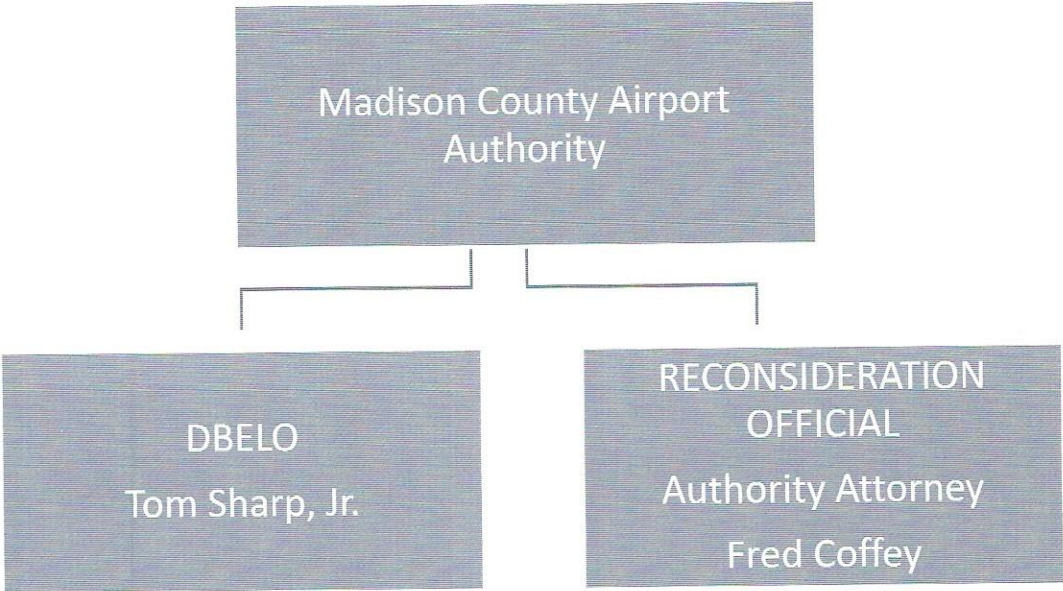 Madison County Airport
Authority
DBELO
Tom Sharp, Jr.
RECONSIDERATION
OFFICIAL
Authority Attorney
Fred Coffey